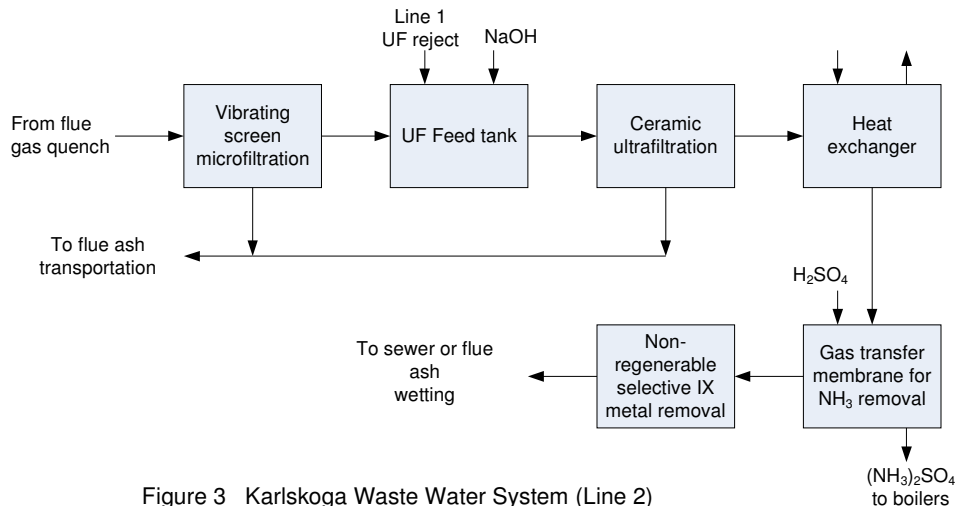 Line 1
UF reject
NaOH
From flue
gas quench
Vibrating
screen
microfiltration
UF Feed tank
Ceramic
ultrafiltration
Heat
exchanger
To flue ash
transportation
H₂SO₄
To sewer or flue
ash
wetting
Non-
regenerable
selective IX
metal removal
Gas transfer
membrane for
NH₃ removal
(NH₃)₂SO₄
to boilers
Figure 3 Karlskoga Waste Water System (Line 2)